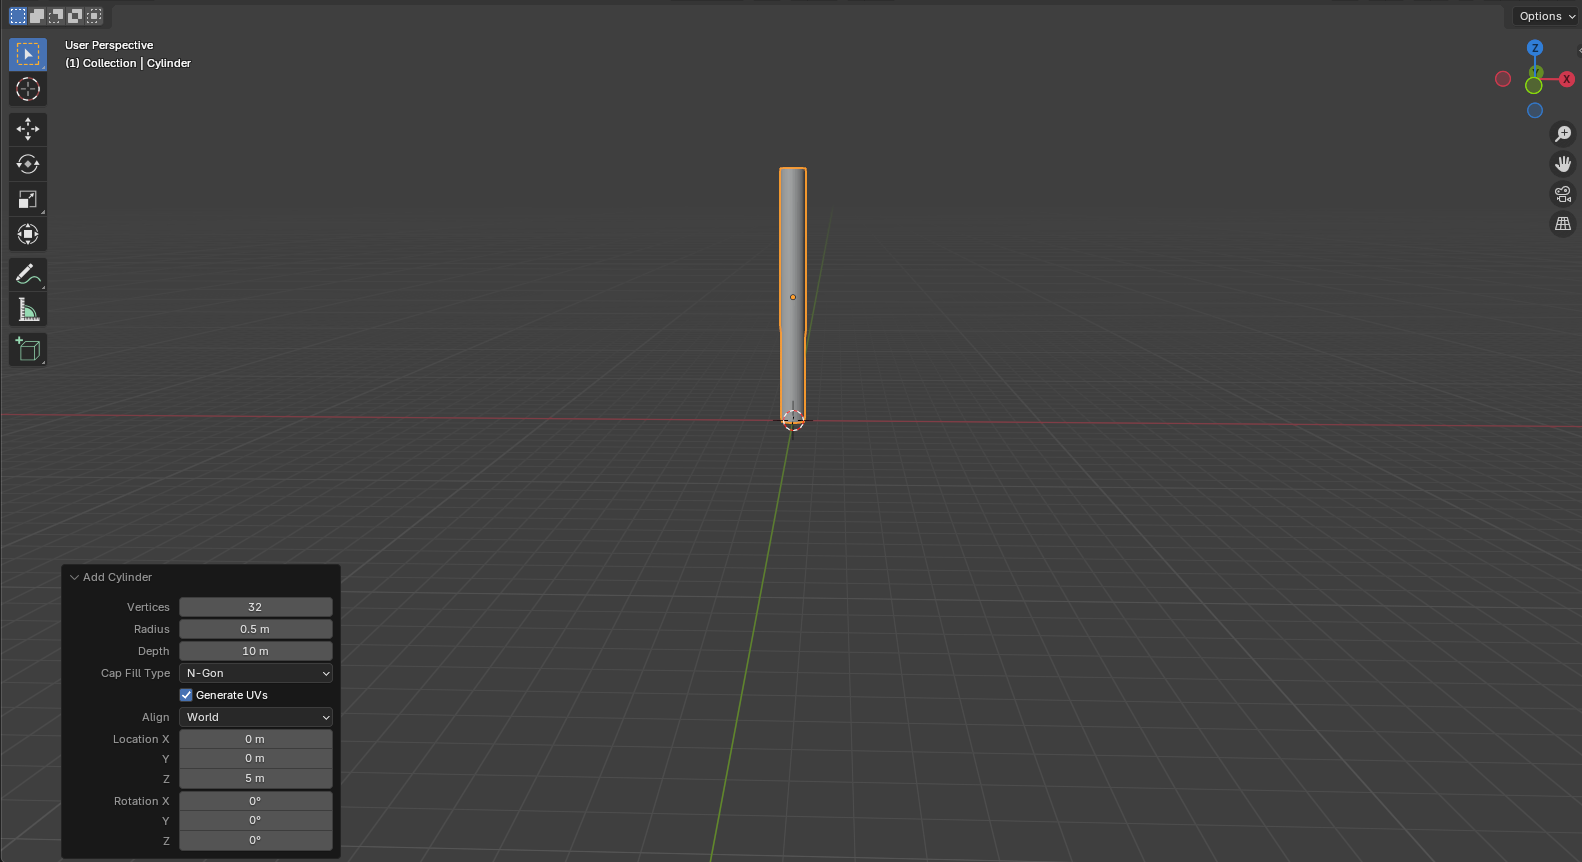 Options
User Perspective
(1) Collection | Cylinder
Z
X
Add Cylinder
Vertices 32
Radius 0.5 m
Depth 10 m
Cap Fill Type N-Gon
Generate UVs
Align World
Location X 0 m
Y 0 m
Z 5 m
Rotation X 0°
Y 0°
Z 0°